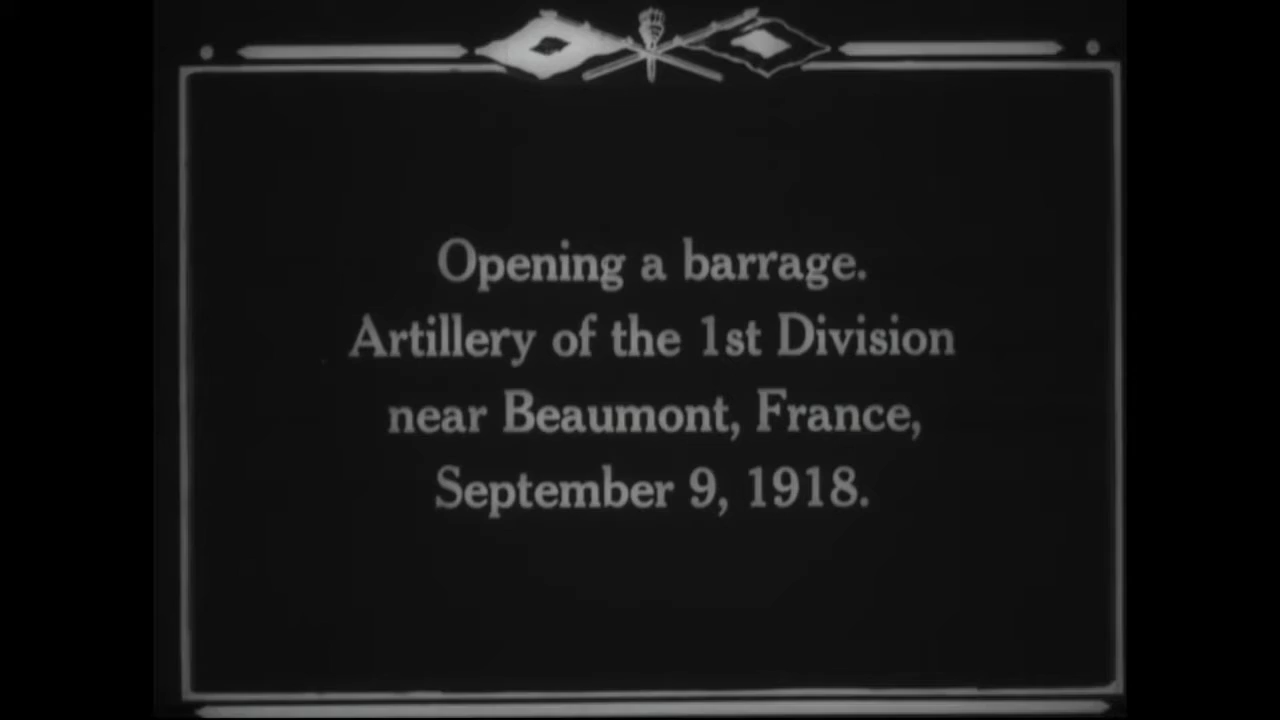 Opening a barrage.
Artillery of the 1st Division
near Beaumont, France,
September 9, 1918.